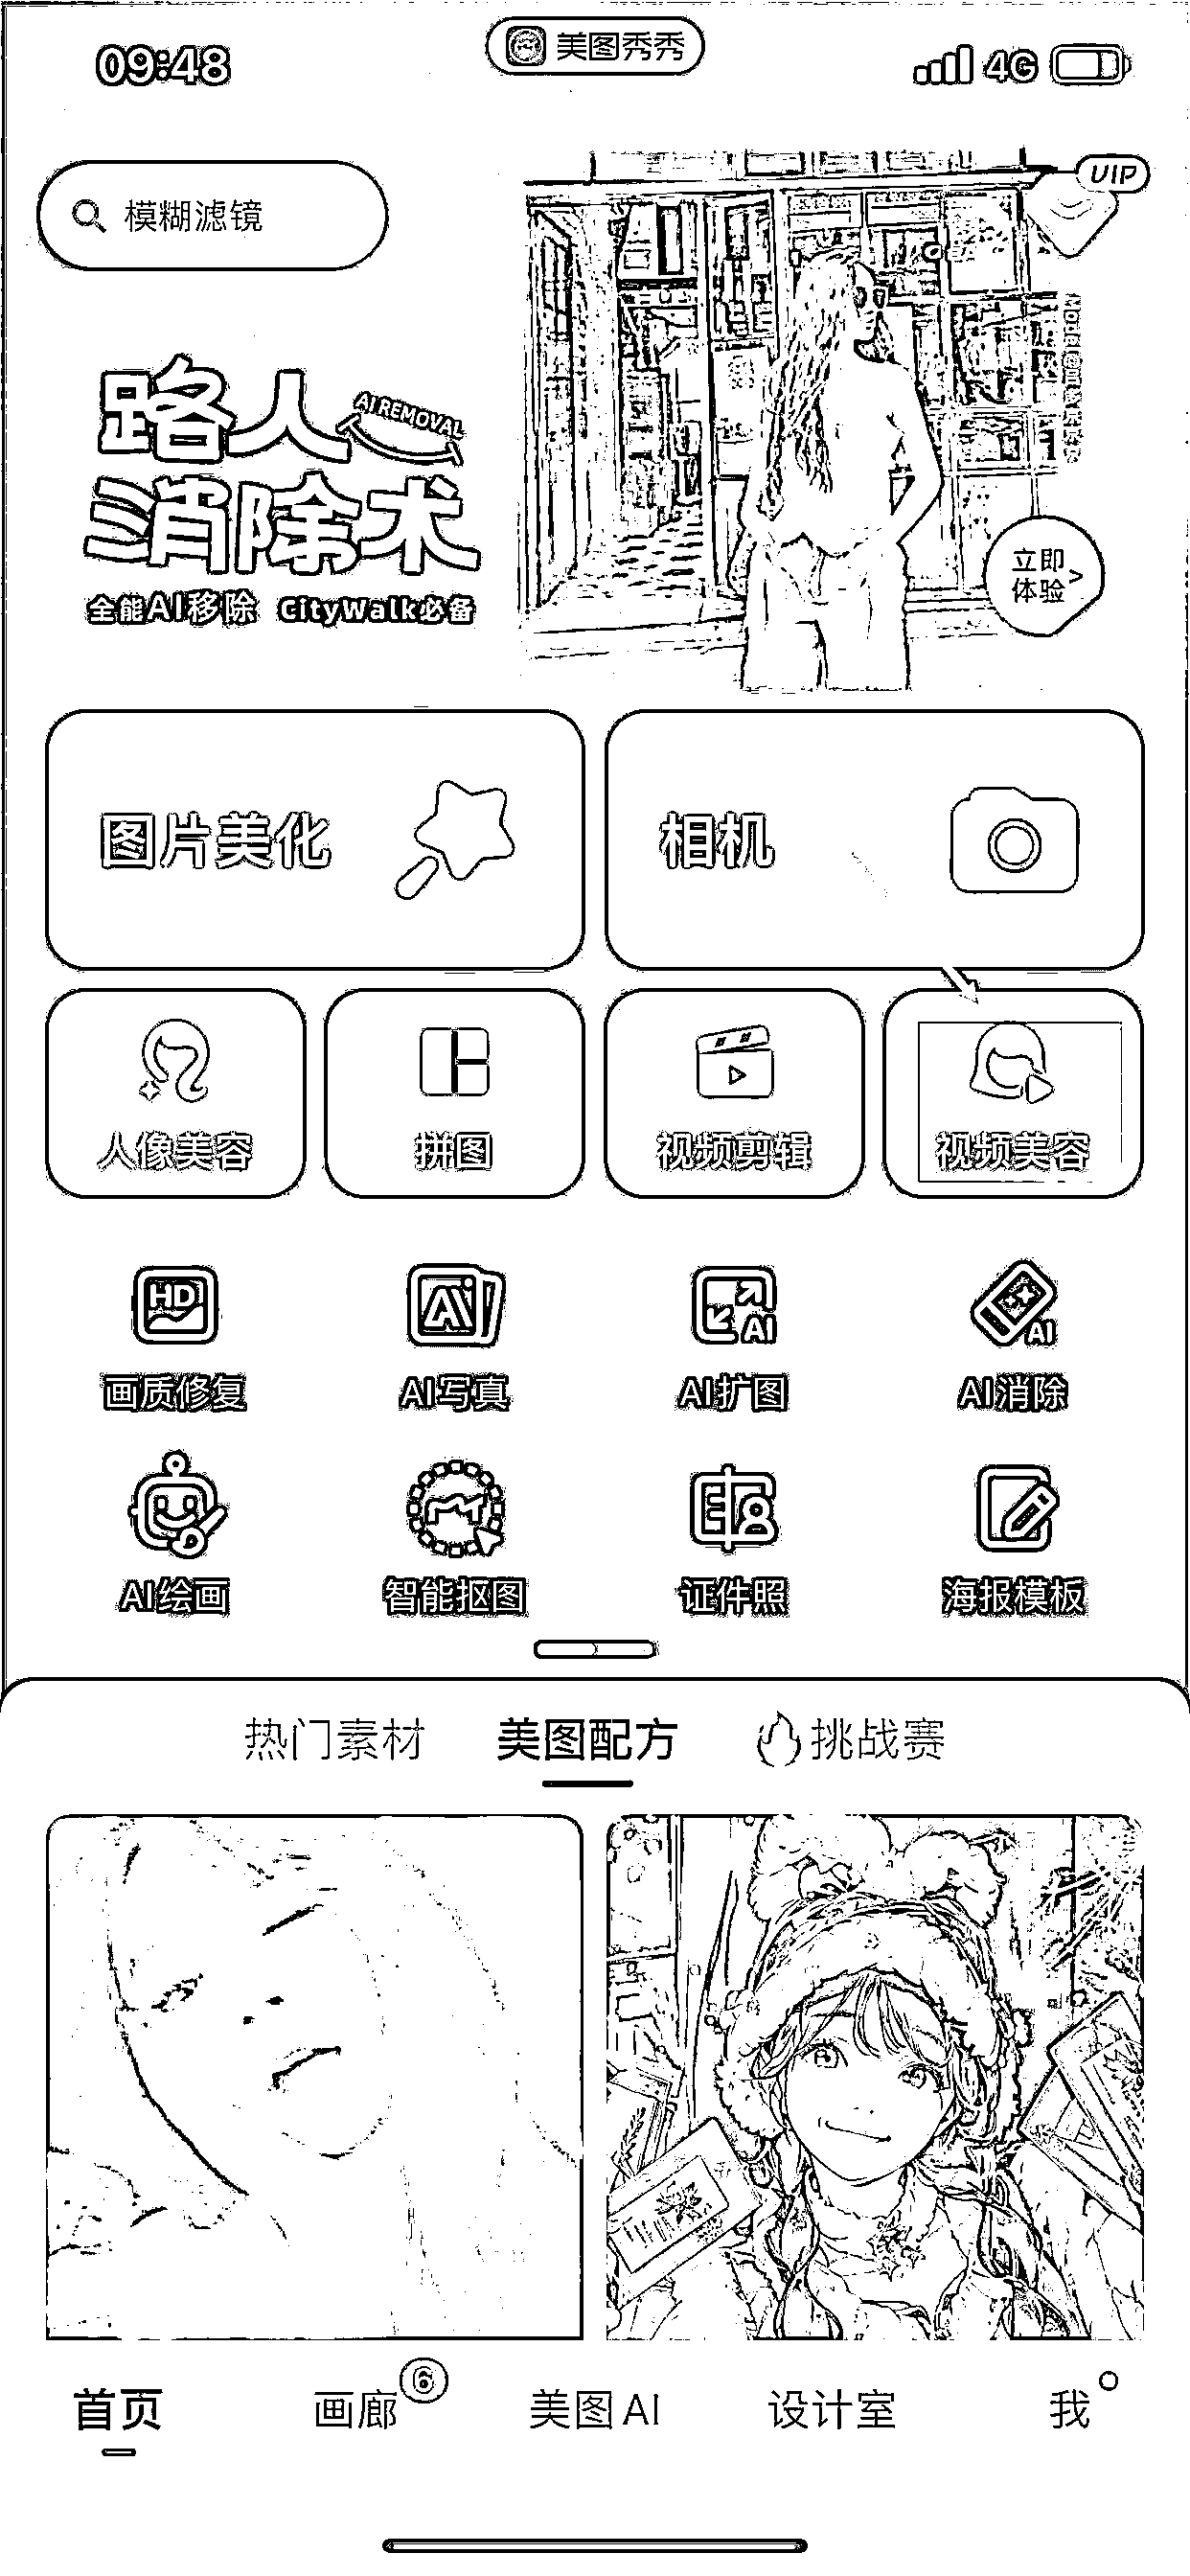 09:48
美图秀秀
4G
模糊滤镜
VIP
路人
AI REMOVAL
消除术
全能AI移除 CityWalk必备
立即
体验>
图片美化
相机
人像美容
拼图
视频剪辑
视频美容
HD
AI
AI
AI
画质修复
AI写真
AI扩图
AI消除
AI绘画
智能抠图
证件照
海报模板
热门素材
美图配方
挑战赛
首页
画廊
6
美图AI
设计室
我